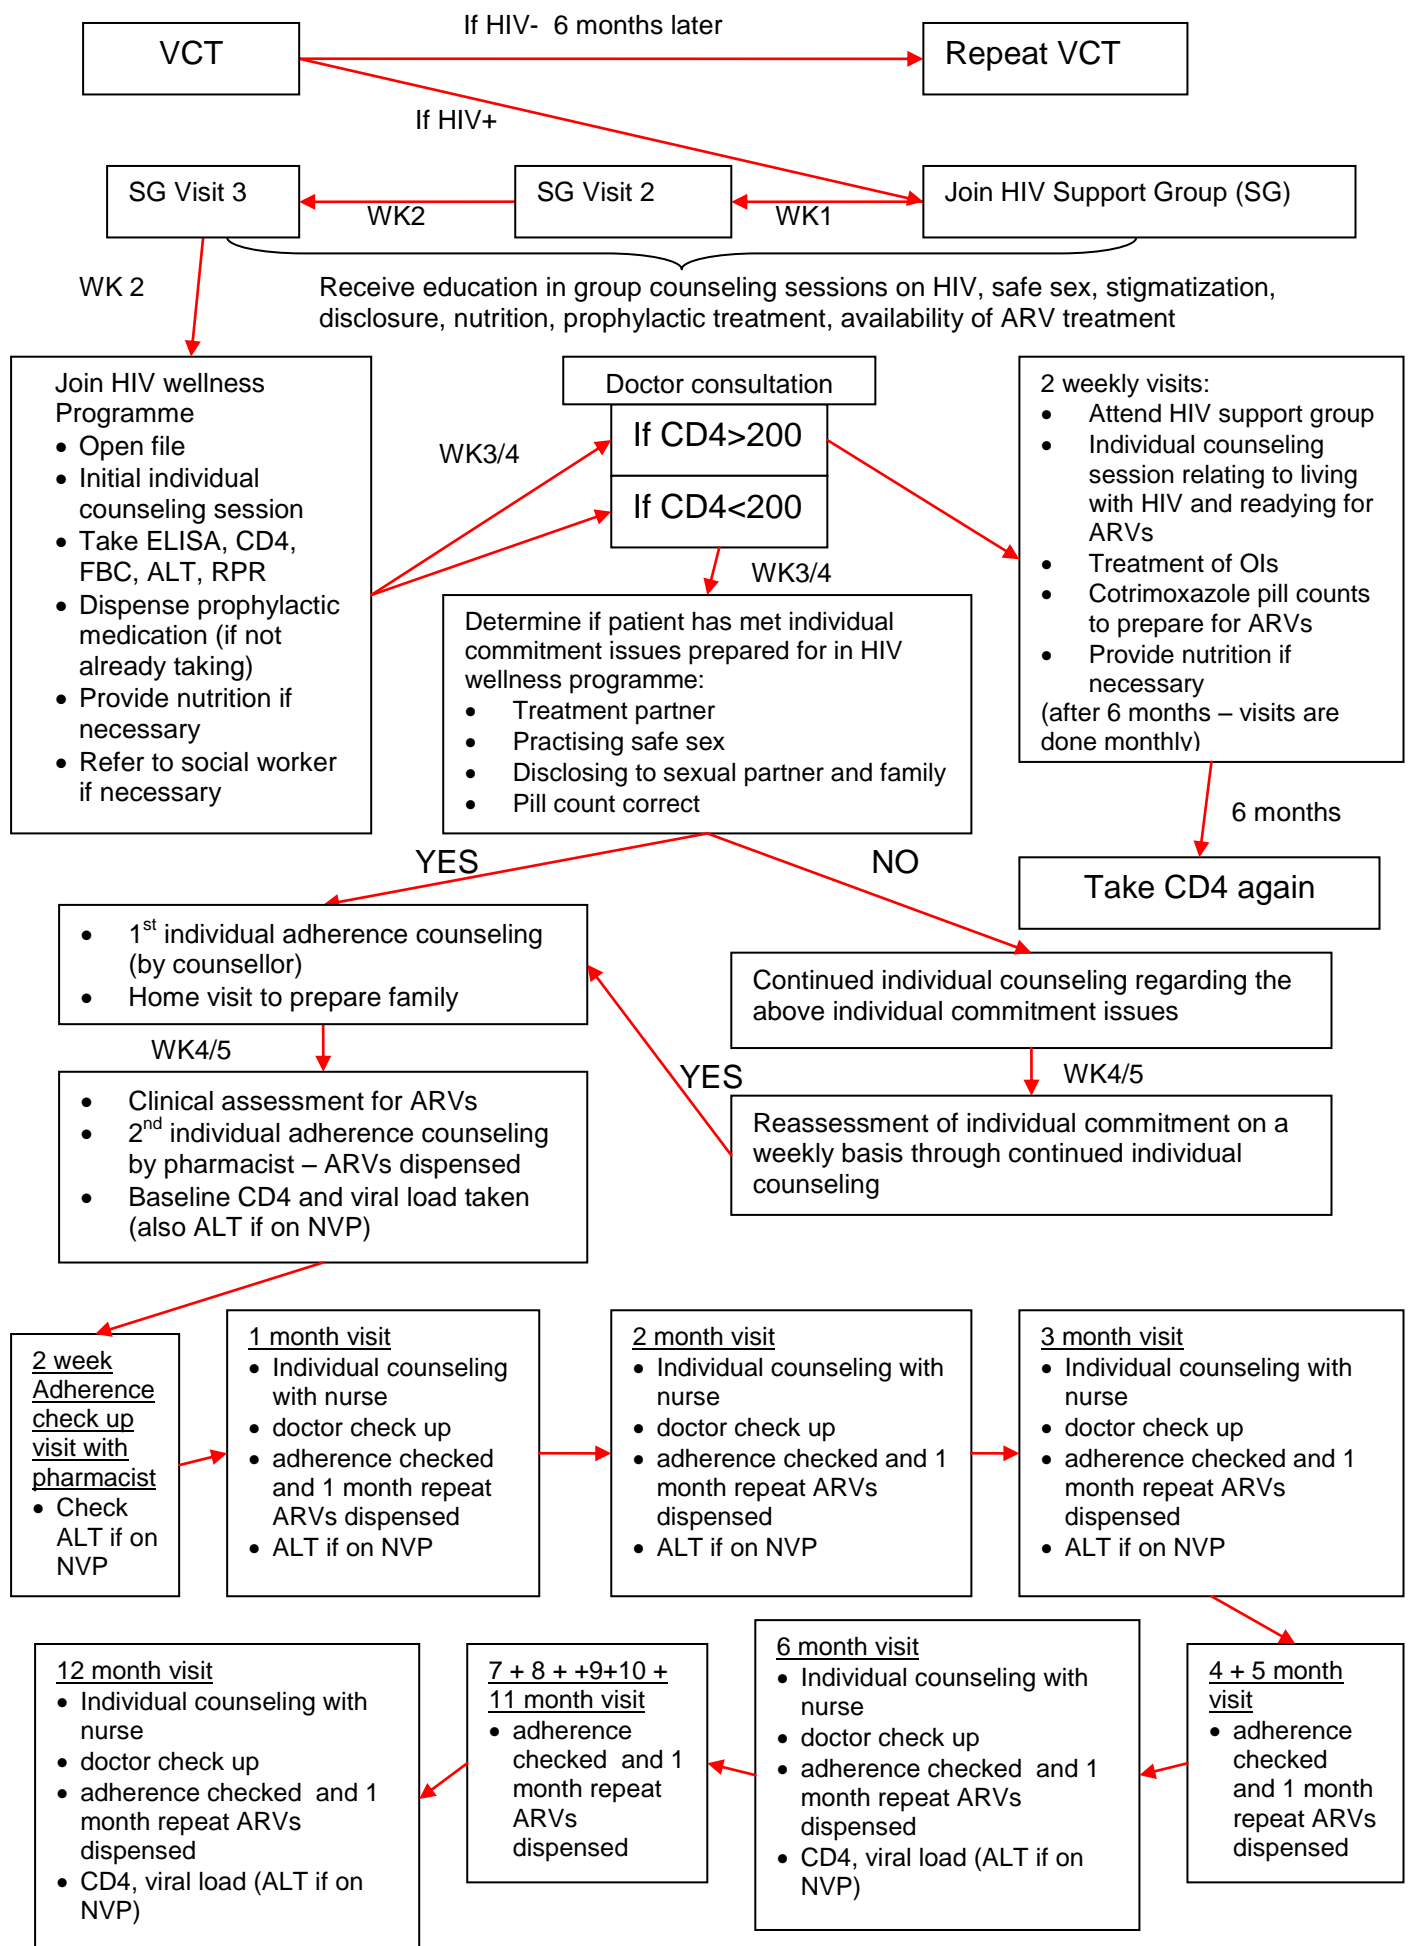 If HIV-  6 months later
VCT
Repeat VCT
If HIV+
SG Visit 3
SG Visit 2
Join HIV Support Group (SG)
WK2
WK1
WK 2
Receive education in group counseling sessions on HIV, safe sex, stigmatization,
disclosure, nutrition, prophylactic treatment, availability of ARV treatment
Join HIV wellness
Programme
• Open file
• Initial individual
counseling session
• Take ELISA, CD4,
FBC, ALT, RPR
• Dispense prophylactic
medication (if not
already taking)
• Provide nutrition if
necessary
• Refer to social worker
if necessary
WK3/4
Doctor consultation
If CD4>200
If CD4<200
WK3/4
2 weekly visits:
• Attend HIV support group
• Individual counseling
session relating to living
with HIV and readying for
ARVs
• Treatment of OIs
• Cotrimoxazole pill counts
to prepare for ARVs
• Provide nutrition if
necessary
(after 6 months – visits are
done monthly)
6 months
Take CD4 again
Determine if patient has met individual
commitment issues prepared for in HIV
wellness programme:
• Treatment partner
• Practising safe sex
• Disclosing to sexual partner and family
• Pill count correct
YES
NO
• 1st individual adherence counseling
(by counsellor)
• Home visit to prepare family
Continued individual counseling regarding the
above individual commitment issues
WK4/5
YES
WK4/5
• Clinical assessment for ARVs
• 2nd individual adherence counseling
by pharmacist – ARVs dispensed
• Baseline CD4 and viral load taken
(also ALT if on NVP)
Reassessment of individual commitment on a
weekly basis through continued individual
counseling
2 week
Adherence
check up
visit with
pharmacist
• Check
ALT if on
NVP
1 month visit
• Individual counseling
with nurse
• doctor check up
• adherence checked
and 1 month repeat
ARVs dispensed
• ALT if on NVP
2 month visit
• Individual counseling with
nurse
• doctor check up
• adherence checked and 1
month repeat ARVs
dispensed
• ALT if on NVP
3 month visit
• Individual counseling with
nurse
• doctor check up
• adherence checked and 1
month repeat ARVs
dispensed
• ALT if on NVP
4 + 5 month
visit
• adherence
checked
and 1 month
repeat ARVs
dispensed
6 month visit
• Individual counseling with
nurse
• doctor check up
• adherence checked  and 1
month repeat ARVs
dispensed
• CD4, viral load (ALT if on
NVP)
7 + 8 + +9+10 +
11 month visit
• adherence
checked  and 1
month repeat
ARVs
dispensed
12 month visit
• Individual counseling with
nurse
• doctor check up
• adherence checked  and 1
month repeat ARVs
dispensed
• CD4, viral load (ALT if on
NVP)